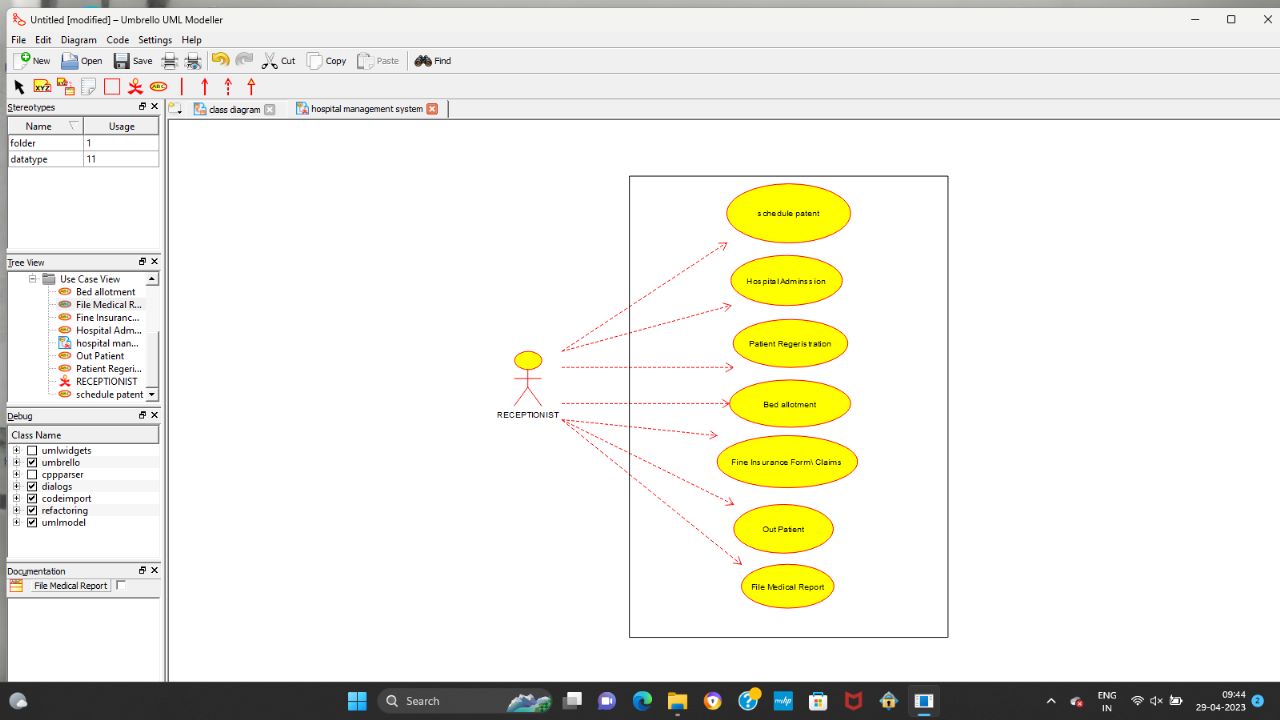 Untitled [modified] – Umbrello UML Modeller
File Edit Diagram Code Settings Help
New Open Save Cut Copy Paste Find
XYZ ABC
Stereotypes
class diagram hospital management system
Name Usage
folder 1
datatype 11
Tree View
Use Case View
Bed allotment
File Medical R...
Fine Insuranc...
Hospital Adm...
hospital man...
Out Patient
Patient Regeri...
RECEPTIONIST
schedule patent
Debug
Class Name
umlwidgets
umbrello
cppparser
dialogs
codeimport
refactoring
umlmodel
Documentation
File Medical Report
schedule patent
Hospital Adminssion
Patient Regeristration
Bed allotment
Fine Insurance Form\ Claims
Out Patient
File Medical Report
RECEPTIONIST
Search
mhp
ENG
IN
09:44
29-04-2023
2